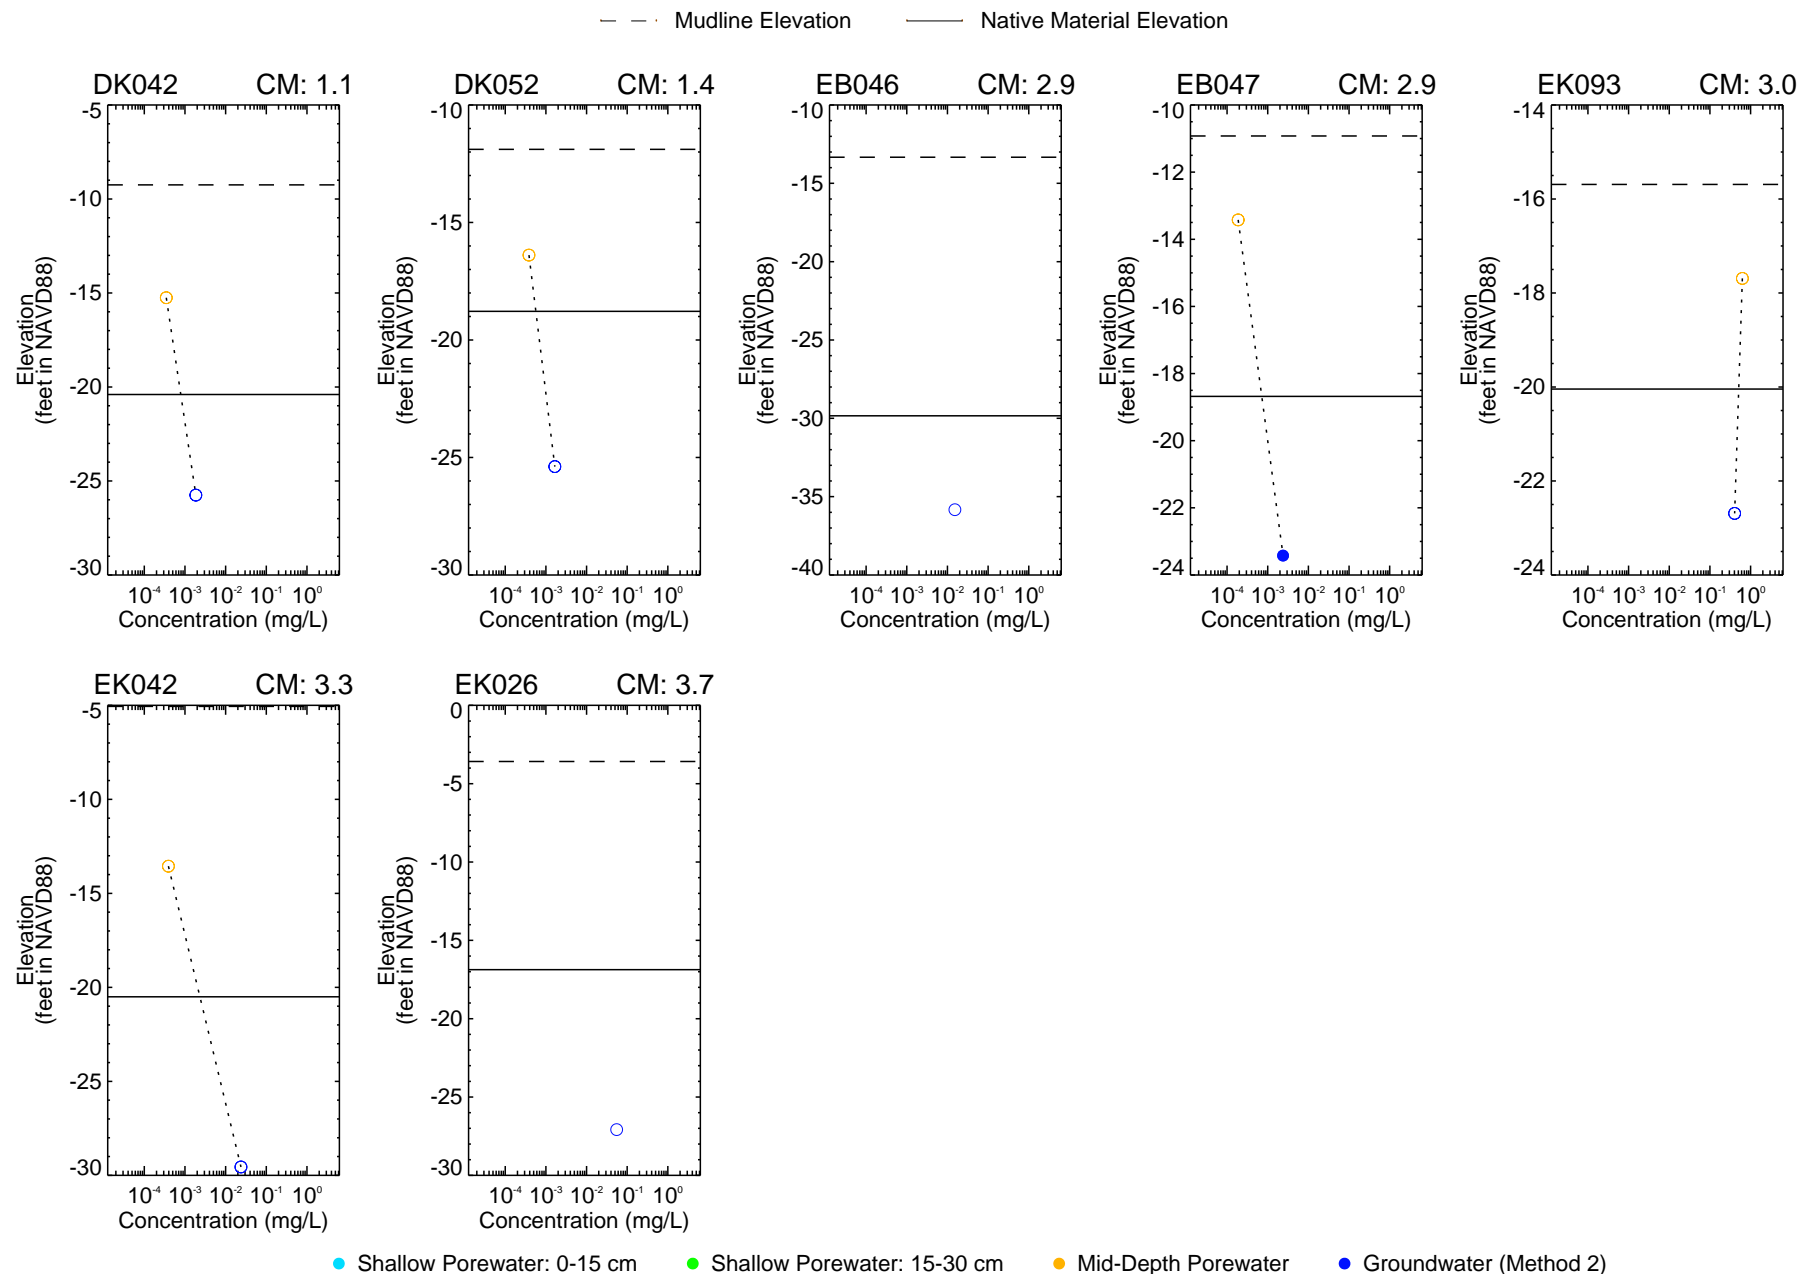 Mudline Elevation Native Material Elevation
DK042 CM: 1.1
-5
-10
-15
-20
-25
-30
Elevation
(feet in NAVD88)
10-4 10-3 10-2 10-1 100
Concentration (mg/L)
DK052 CM: 1.4
-10
-15
-20
-25
-30
Elevation
(feet in NAVD88)
10-4 10-3 10-2 10-1 100
Concentration (mg/L)
EB046 CM: 2.9
-10
-15
-20
-25
-30
-35
-40
Elevation
(feet in NAVD88)
10-4 10-3 10-2 10-1 100
Concentration (mg/L)
EB047 CM: 2.9
-10
-12
-14
-16
-18
-20
-22
-24
Elevation
(feet in NAVD88)
10-4 10-3 10-2 10-1 100
Concentration (mg/L)
EK093 CM: 3.0
-14
-16
-18
-20
-22
-24
Elevation
(feet in NAVD88)
10-4 10-3 10-2 10-1 100
Concentration (mg/L)
EK042 CM: 3.3
-5
-10
-15
-20
-25
-30
Elevation
(feet in NAVD88)
10-4 10-3 10-2 10-1 100
Concentration (mg/L)
EK026 CM: 3.7
0
-5
-10
-15
-20
-25
-30
Elevation
(feet in NAVD88)
10-4 10-3 10-2 10-1 100
Concentration (mg/L)
Shallow Porewater: 0-15 cm Shallow Porewater: 15-30 cm Mid-Depth Porewater Groundwater (Method 2)